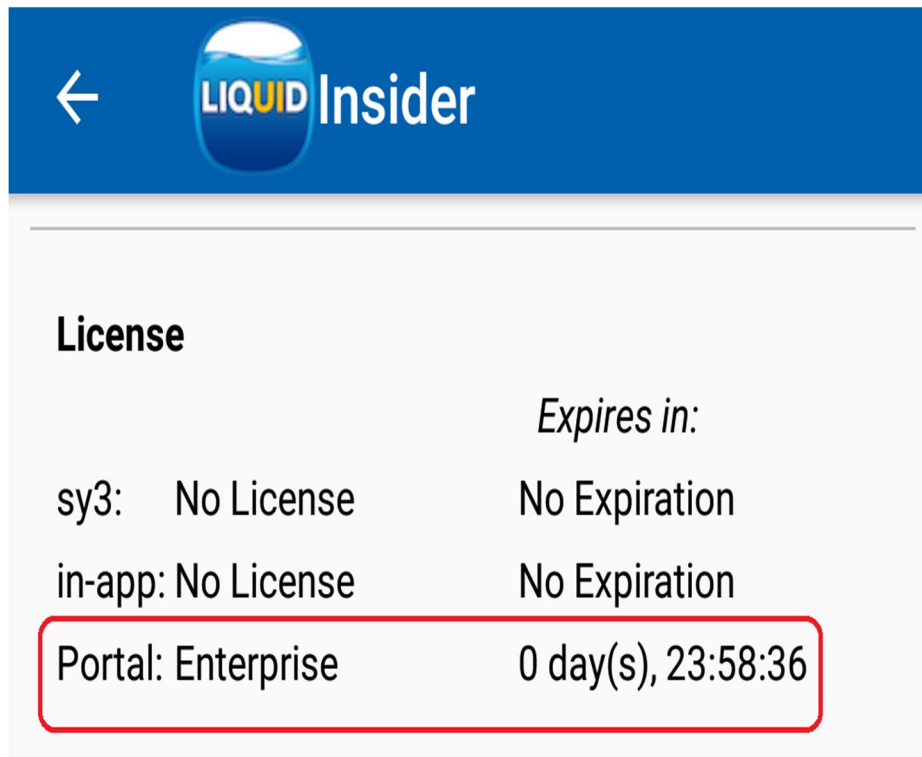 LIQUID Insider
License
Expires in:
sy3: No License No Expiration
in-app: No License No Expiration
Portal: Enterprise 0 day(s), 23:58:36